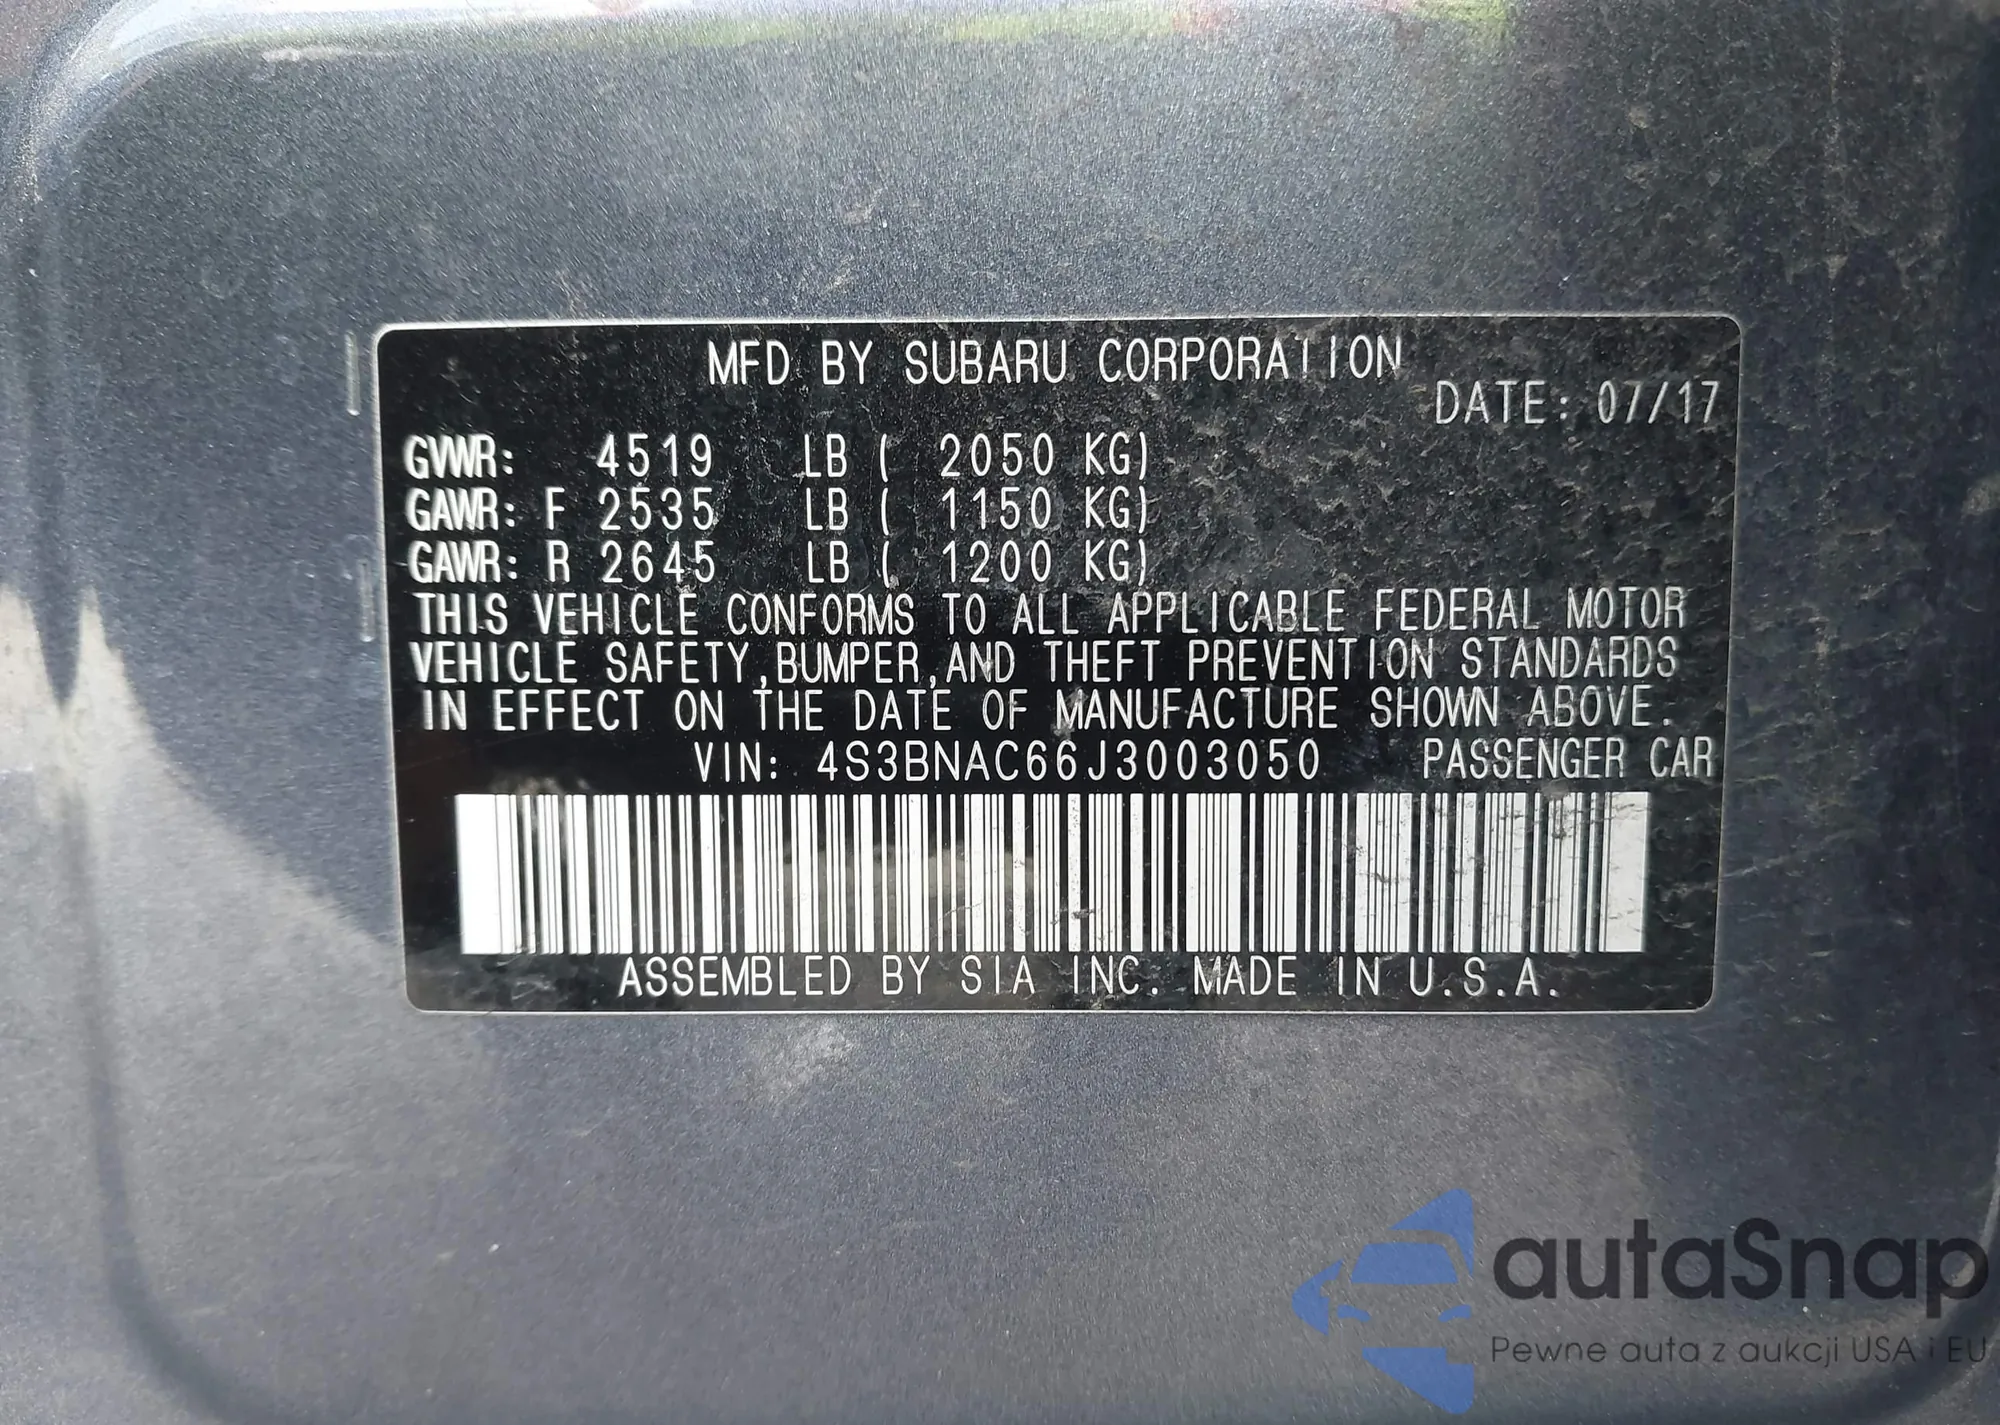 MFD BY SUBARU CORPORATION
DATE: 07/17
GVWR: 4519 LB ( 2050 KG)
GAWR: F 2535 LB ( 1150 KG)
GAWR: R 2645 LB ( 1200 KG)
THIS VEHICLE CONFORMS TO ALL APPLICABLE FEDERAL MOTOR
VEHICLE SAFETY,BUMPER,AND THEFT PREVENTION STANDARDS
IN EFFECT ON THE DATE OF MANUFACTURE SHOWN ABOVE.
VIN: 4S3BNAC66J3003050 PASSENGER CAR
ASSEMBLED BY SIA INC. MADE IN U.S.A.
autaSnap
Pewne auta z aukcji USA i EU